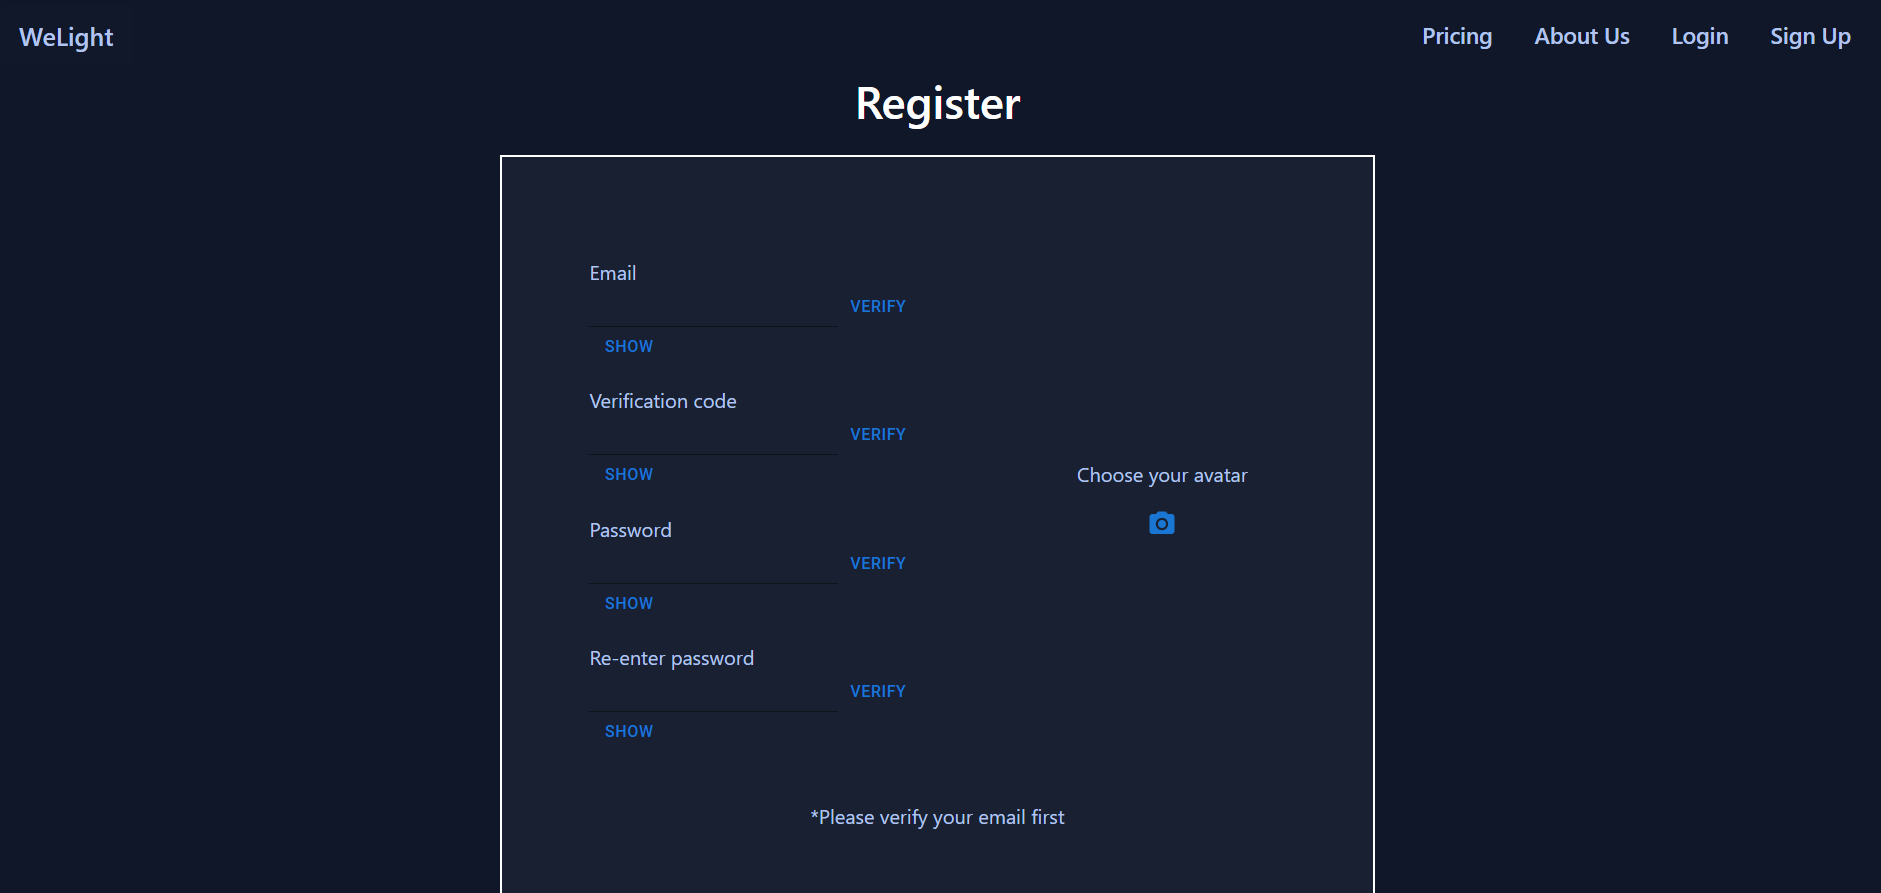 WeLight
Pricing About Us Login Sign Up
Register
Email
VERIFY
SHOW
Verification code
VERIFY
SHOW
Choose your avatar
Password
VERIFY
SHOW
Re-enter password
VERIFY
SHOW
*Please verify your email first